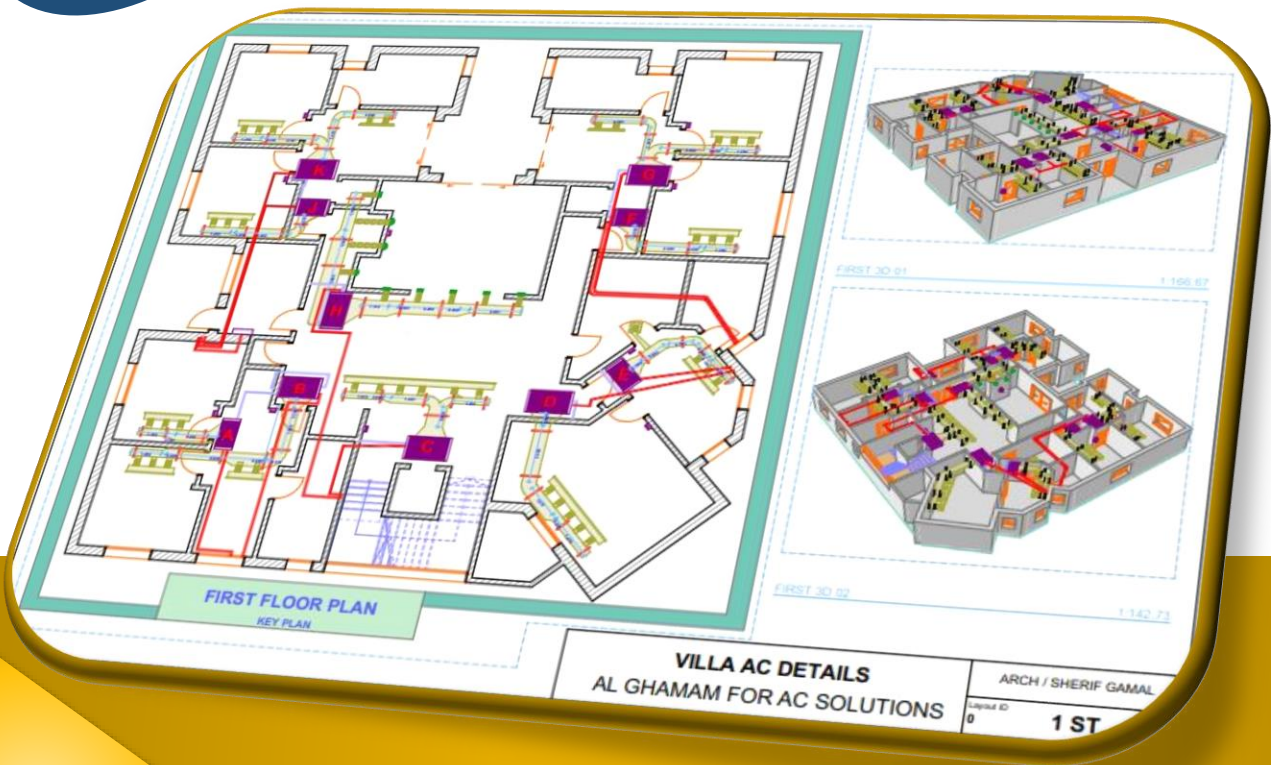 K
G
J
F
H
E
B
D
A
C
FIRST 3D 01
1:166.67
FIRST 3D 02
1:142.73
FIRST FLOOR PLAN
KEY PLAN
VILLA AC DETAILS
AL GHAMAM FOR AC SOLUTIONS
ARCH / SHERIF GAMAL
Layout ID
0
1 ST